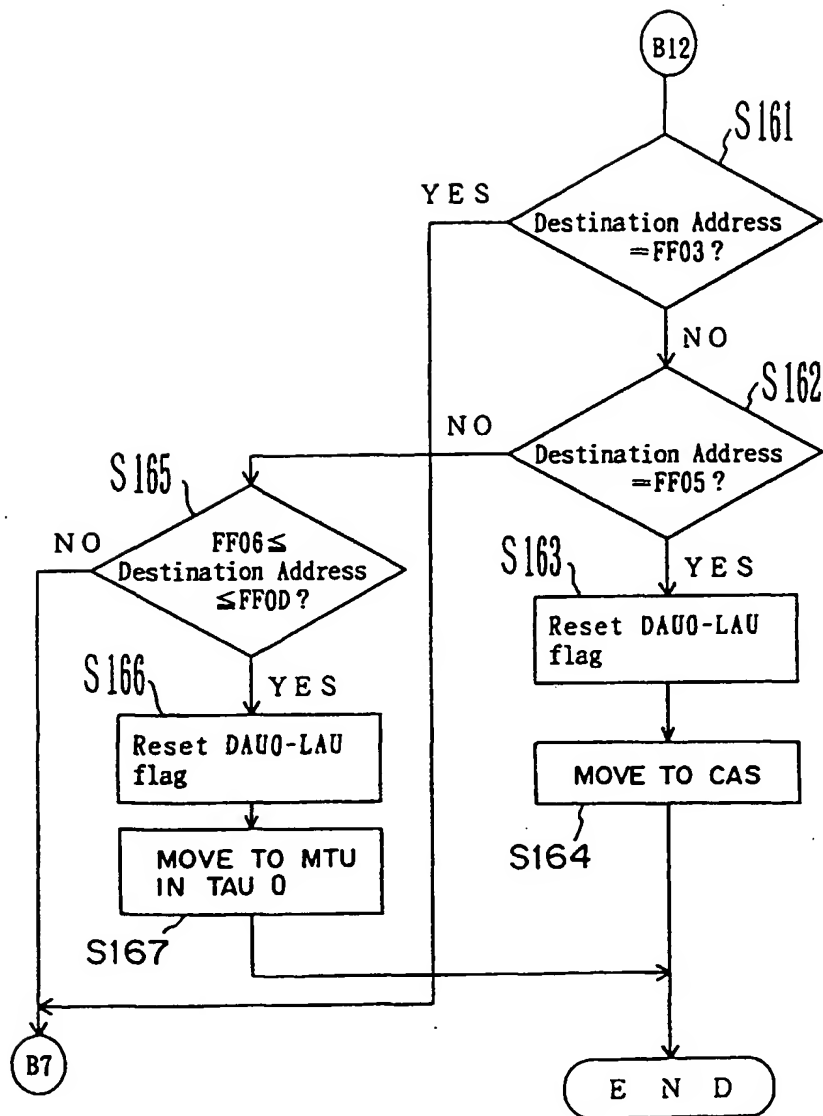 B12
S161
YES
Destination Address
=FF03?
NO
S162
NO
Destination Address
=FF05?
S165
NO
FF06≦
Destination Address
≦FF0D?
S163
YES
Reset DAU0-LAU
flag
S166
YES
Reset DAU0-LAU
flag
MOVE TO CAS
S164
MOVE TO MTU
IN TAU 0
S167
B7
E N D